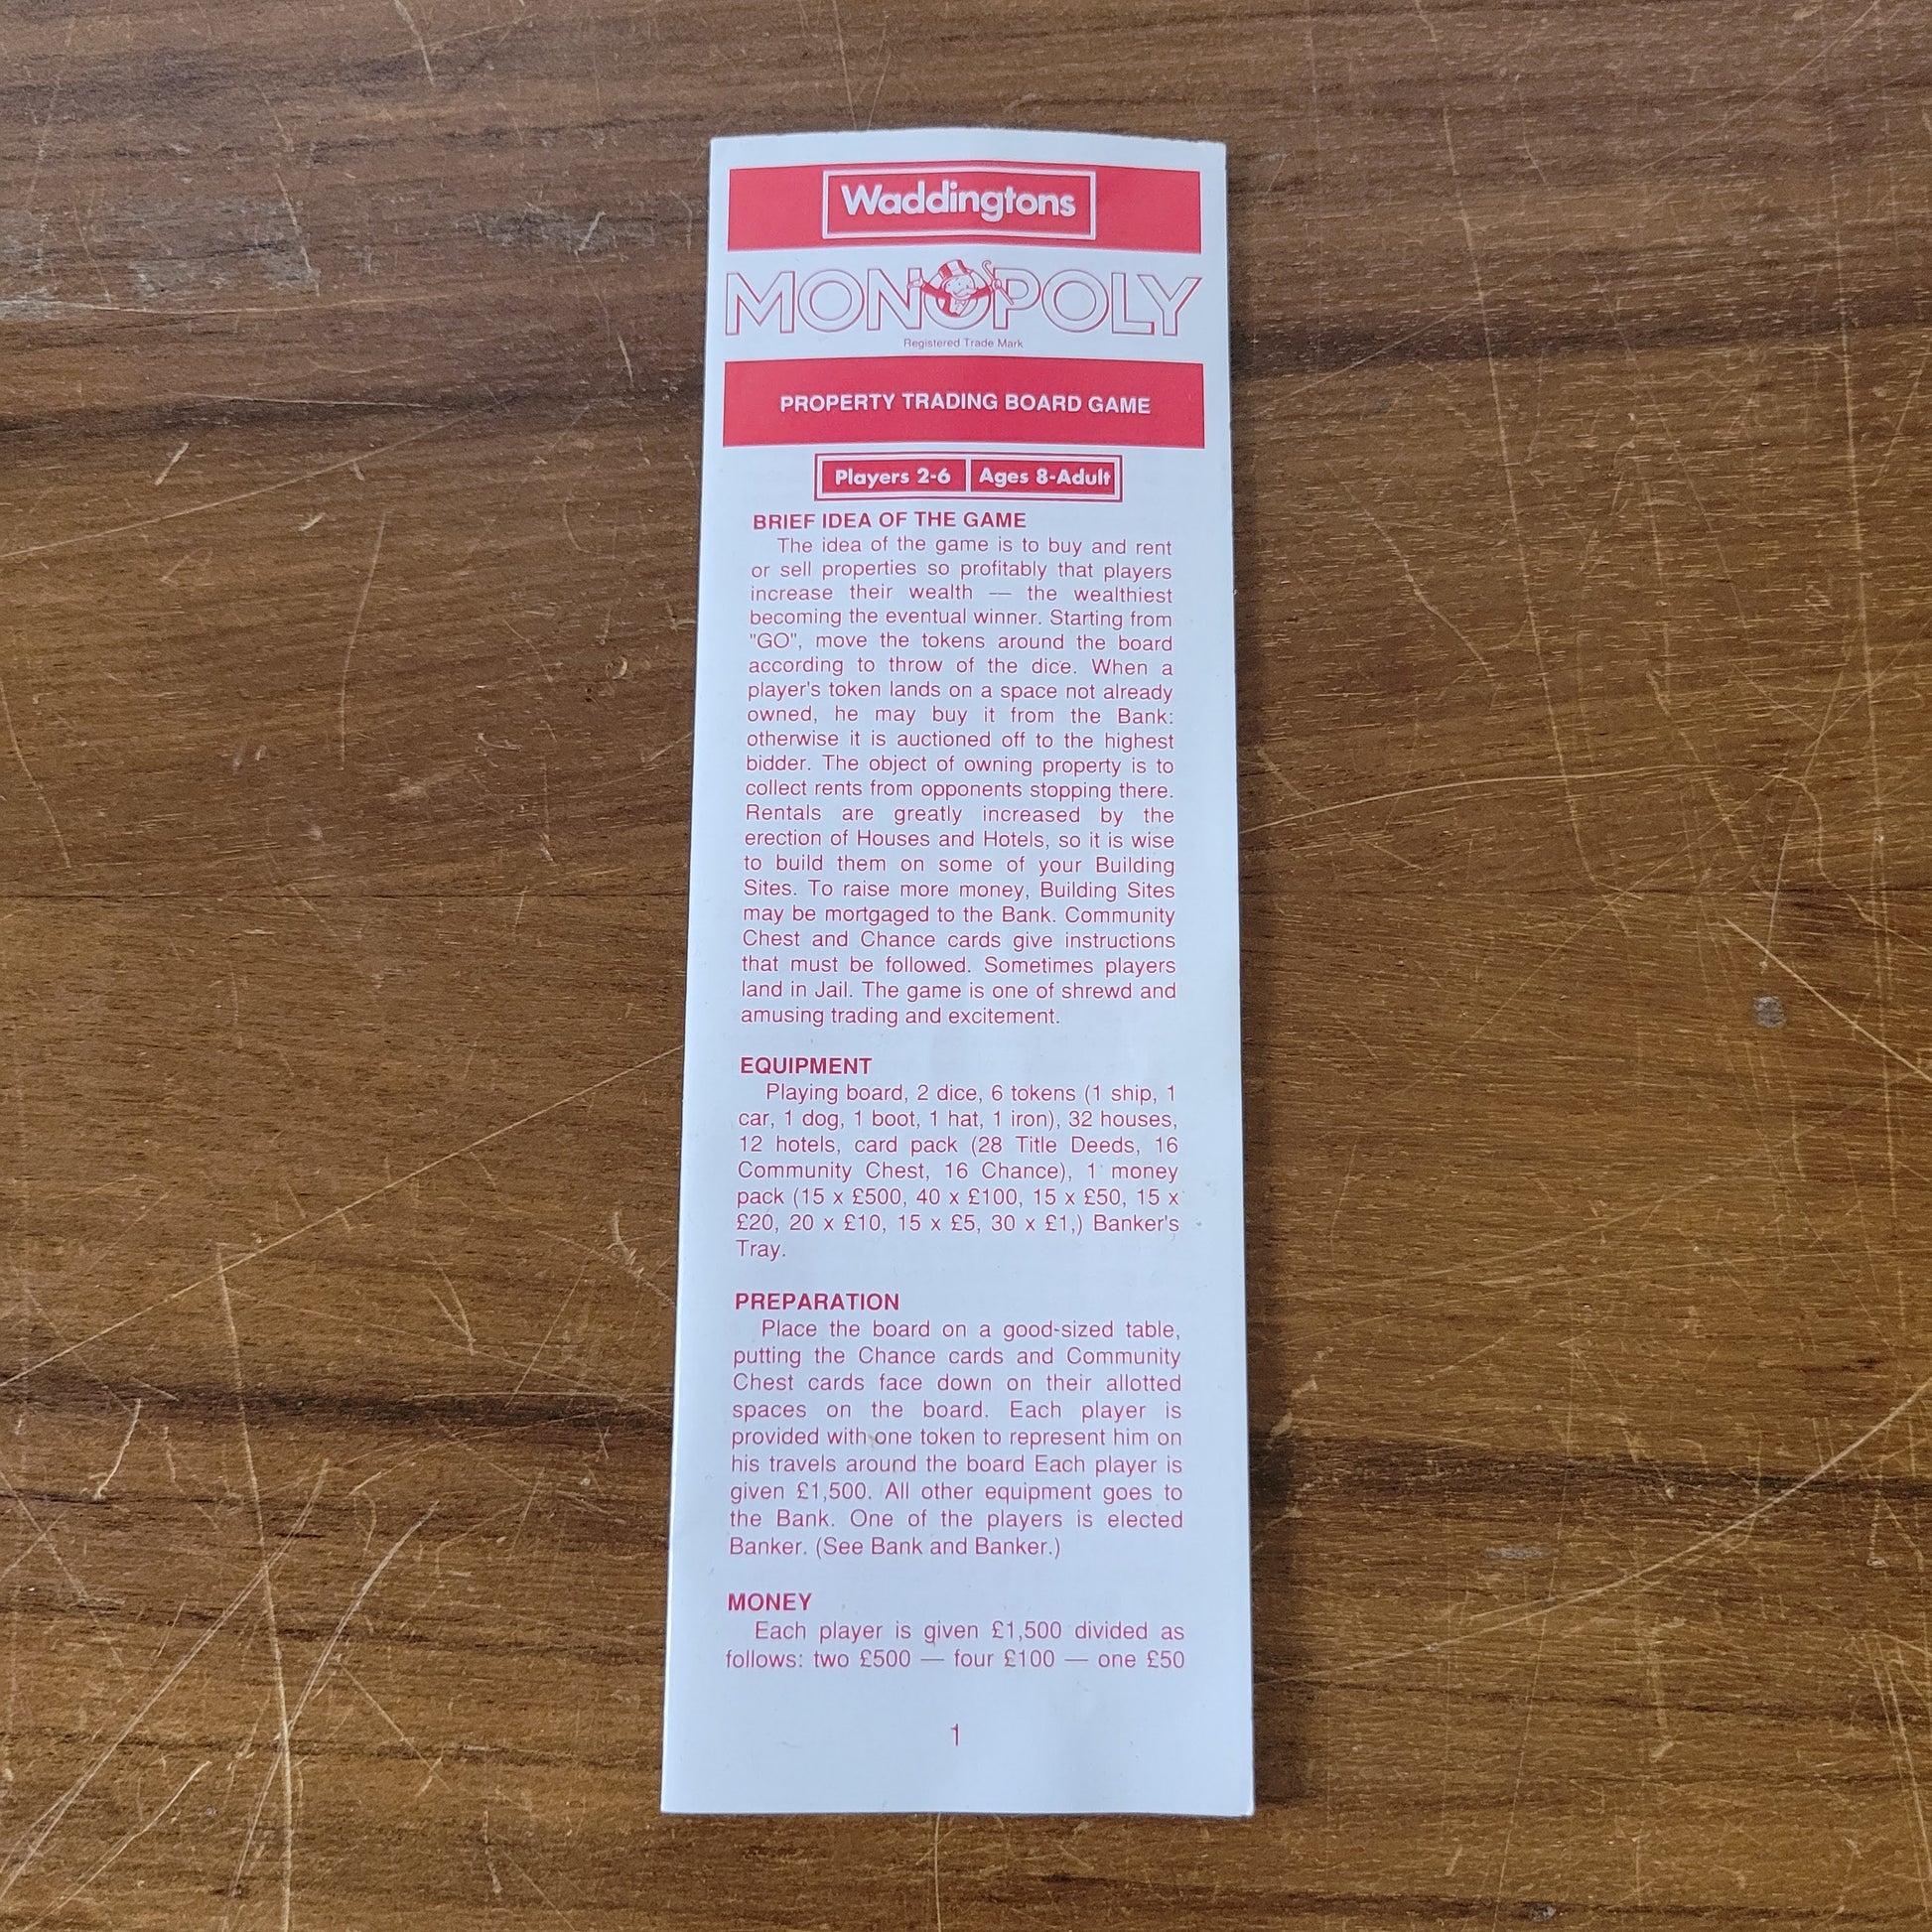 Waddingtons
MONOPOLY
Registered Trade Mark
PROPERTY TRADING BOARD GAME
Players 2-6 Ages 8-Adult
BRIEF IDEA OF THE GAME
The idea of the game is to buy and rent
or sell properties so profitably that players
increase their wealth — the wealthiest
becoming the eventual winner. Starting from
"GO", move the tokens around the board
according to throw of the dice. When a
player's token lands on a space not already
owned, he may buy it from the Bank:
otherwise it is auctioned off to the highest
bidder. The object of owning property is to
collect rents from opponents stopping there.
Rentals are greatly increased by the
erection of Houses and Hotels, so it is wise
to build them on some of your Building
Sites. To raise more money, Building Sites
may be mortgaged to the Bank. Community
Chest and Chance cards give instructions
that must be followed. Sometimes players
land in Jail. The game is one of shrewd and
amusing trading and excitement.
EQUIPMENT
Playing board, 2 dice, 6 tokens (1 ship, 1
car, 1 dog, 1 boot, 1 hat, 1 iron), 32 houses,
12 hotels, card pack (28 Title Deeds, 16
Community Chest, 16 Chance), 1 money
pack (15 x £500, 40 x £100, 15 x £50, 15 x
£20, 20 x £10, 15 x £5, 30 x £1,) Banker's
Tray.
PREPARATION
Place the board on a good-sized table,
putting the Chance cards and Community
Chest cards face down on their allotted
spaces on the board. Each player is
provided with one token to represent him on
his travels around the board Each player is
given £1,500. All other equipment goes to
the Bank. One of the players is elected
Banker. (See Bank and Banker.)
MONEY
Each player is given £1,500 divided as
follows: two £500 — four £100 — one £50
1